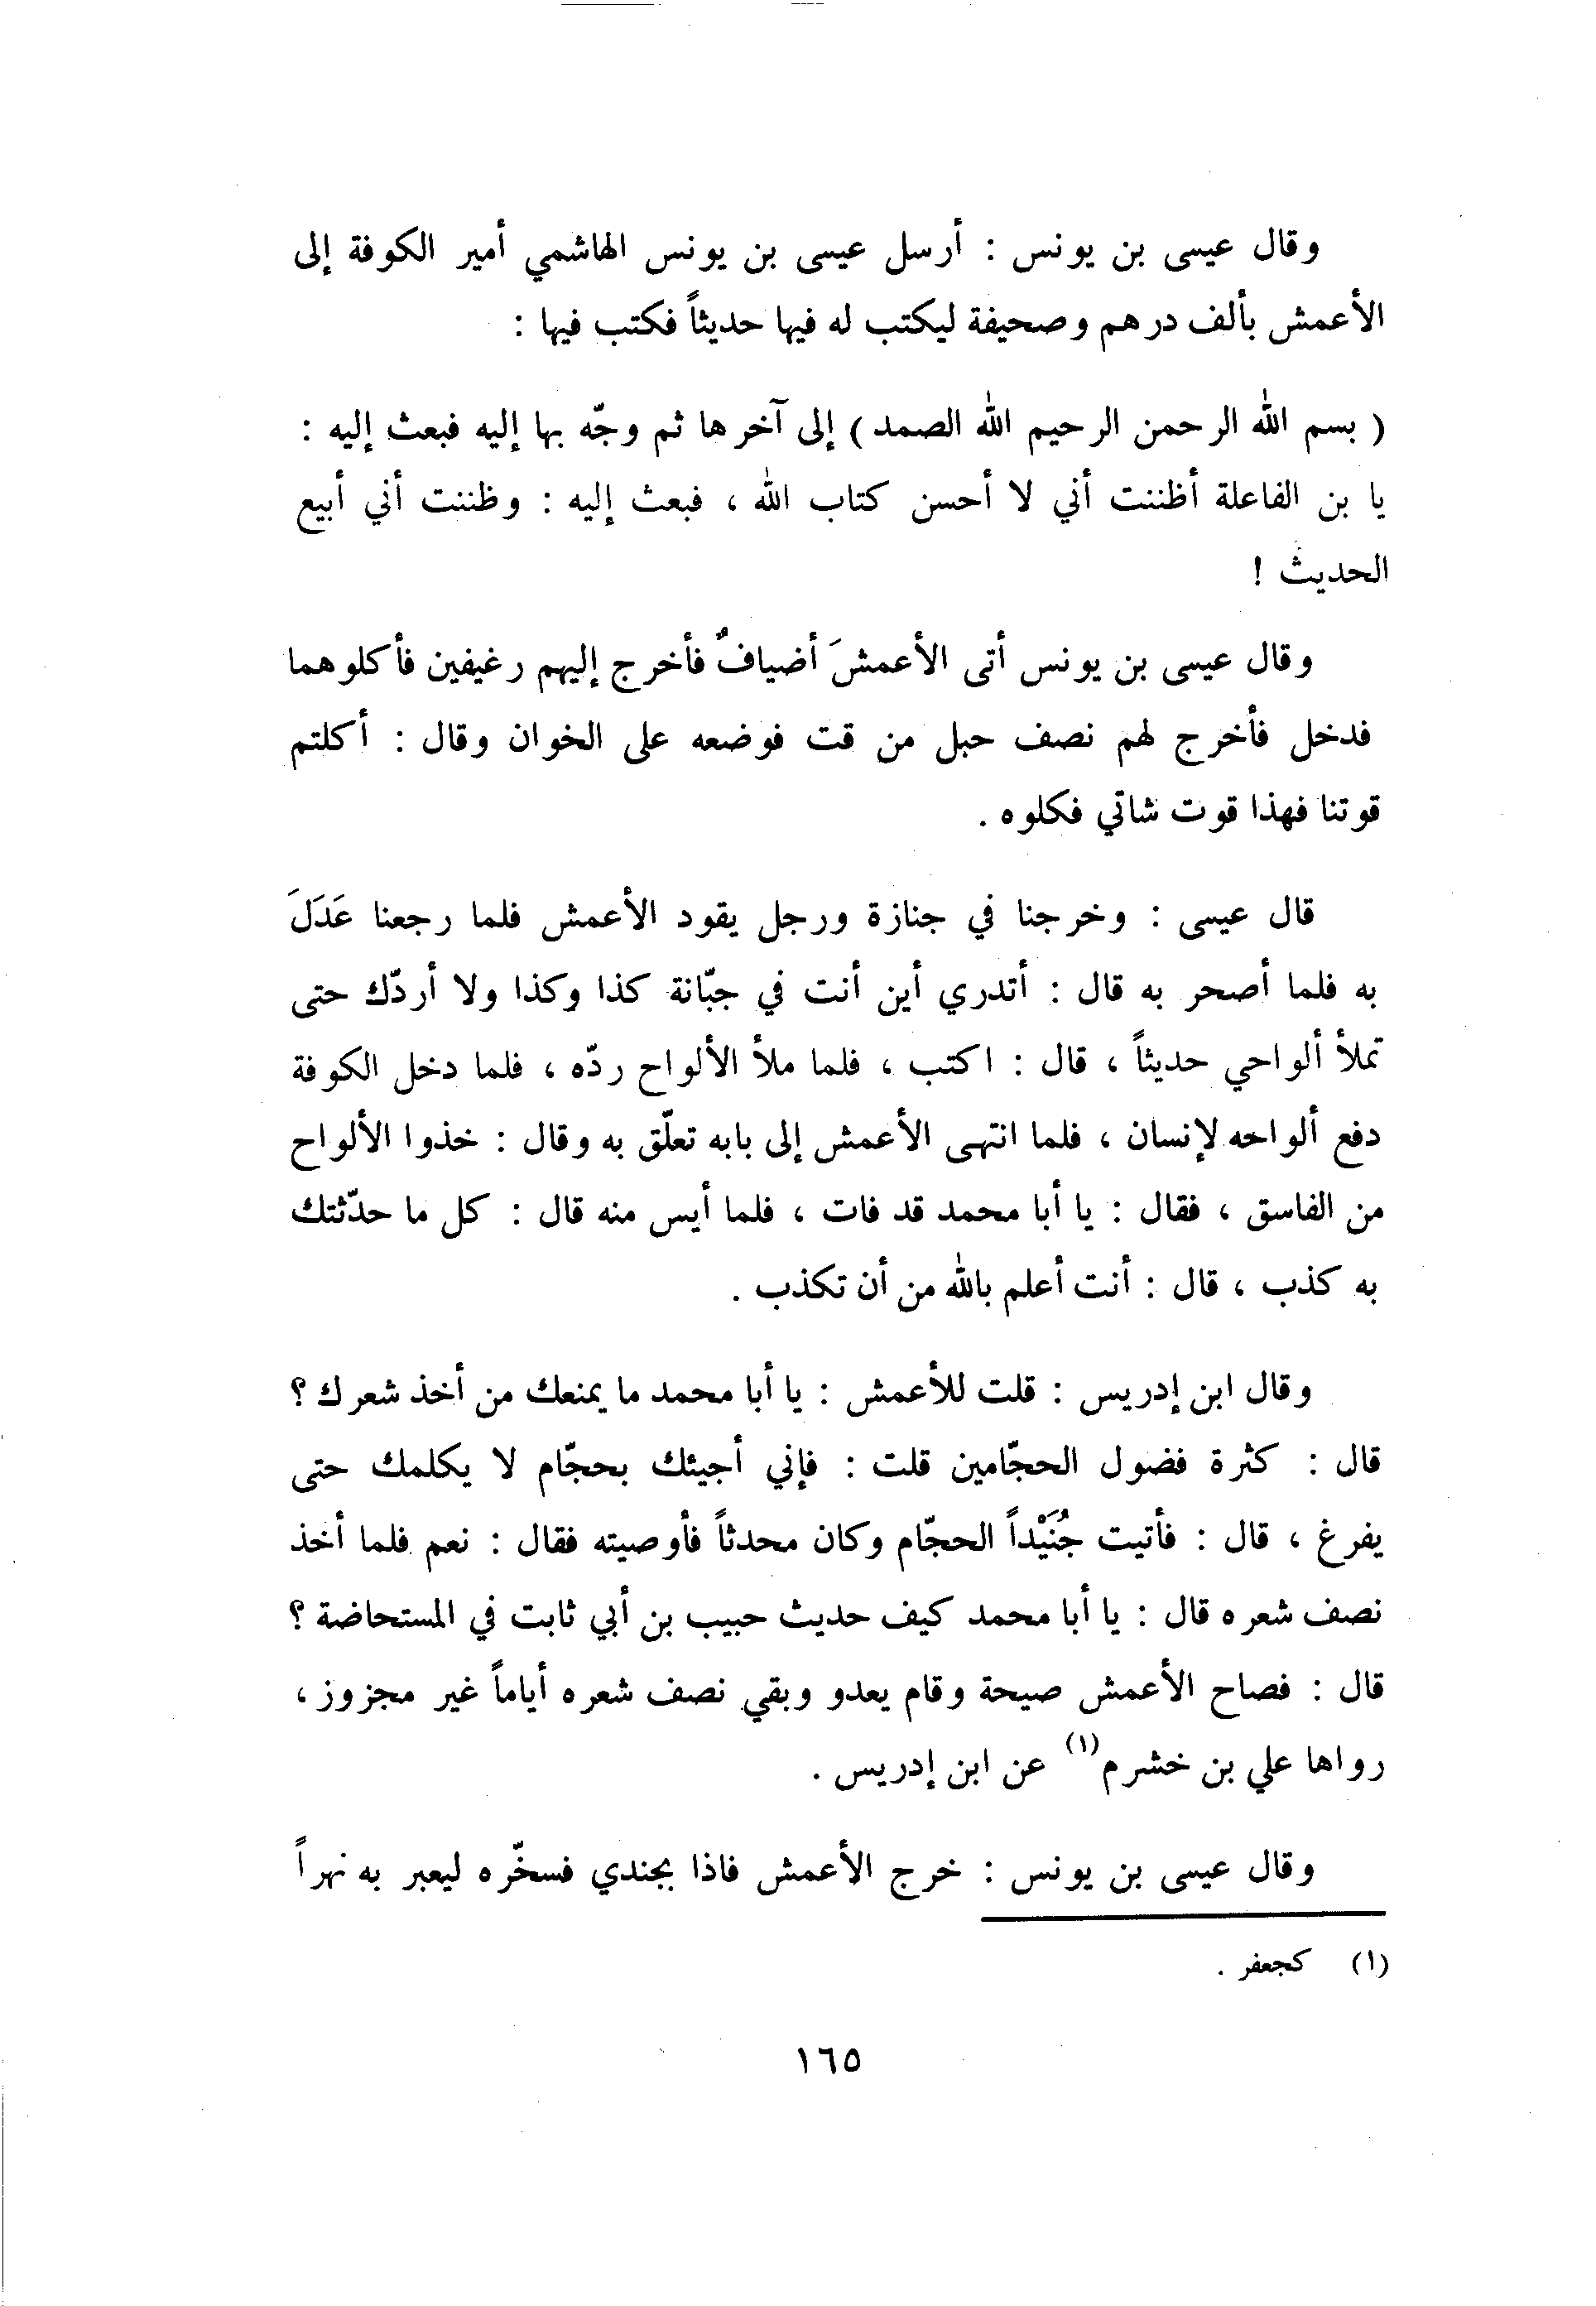 وقال عيسى بن يونس : أرسل عيسى بن يونس الهاشمي أمير الكوفة إلى
الأعمش بألف درهم وصحيفة ليكتب له فيها حديثاً فكتب فيها :
( بسم الله الرحمن الرحيم الله الصمد ) إلى آخرها ثم وجّه بها إليه فبعث إليه :
يا بن الفاعلة أظننت أني لا أحسن كتاب الله ، فبعث إليه : وظننت أني أبيع
الحديث !
وقال عيسى بن يونس أتى الأعمشَ أضيافٌ فأخرج إليهم رغيفين فأكلوهما
فدخل فأخرج لهم نصف حبل من قت فوضعه على الخوان وقال : أكلتم
قوتنا فهذا قوت شاتي فكلوه .
قال عيسى : وخرجنا في جنازة ورجل يقود الأعمش فلما رجعنا عَدَلَ
به فلما أصحر به قال : أتدري أين أنت في جبّانة كذا وكذا ولا أردّك حتى
تملأ ألواحي حديثاً ، قال : اكتب ، فلما ملأ الألواح ردّه ، فلما دخل الكوفة
دفع ألواحه لإنسان ، فلما انتهى الأعمش إلى بابه تعلّق به وقال : خذوا الألواح
من الفاسق ، فقال : يا أبا محمد قد فات ، فلما أيس منه قال : كل ما حدّثتك
به كذب ، قال : أنت أعلم بالله من أن تكذب .
وقال ابن إدريس : قلت للأعمش : يا أبا محمد ما يمنعك من أخذ شعرك ؟
قال : كثرة فضول الحجّامين قلت : فإني أجيئك بحجّام لا يكلمك حتى
يفرغ ، قال : فأتيت جُنَيْداً الحجّام وكان محدثاً فأوصيته فقال : نعم فلما أخذ
نصف شعره قال : يا أبا محمد كيف حديث حبيب بن أبي ثابت في المستحاضة ؟
قال : فصاح الأعمش صيحة وقام يعدو وبقي نصف شعره أياماً غير مجزوز ،
رواها علي بن خشرم(١) عن ابن إدريس .
وقال عيسى بن يونس : خرج الأعمش فاذا بجندي فسخّره ليعبر به نهراً
(١) كجعفر .
١٦٥